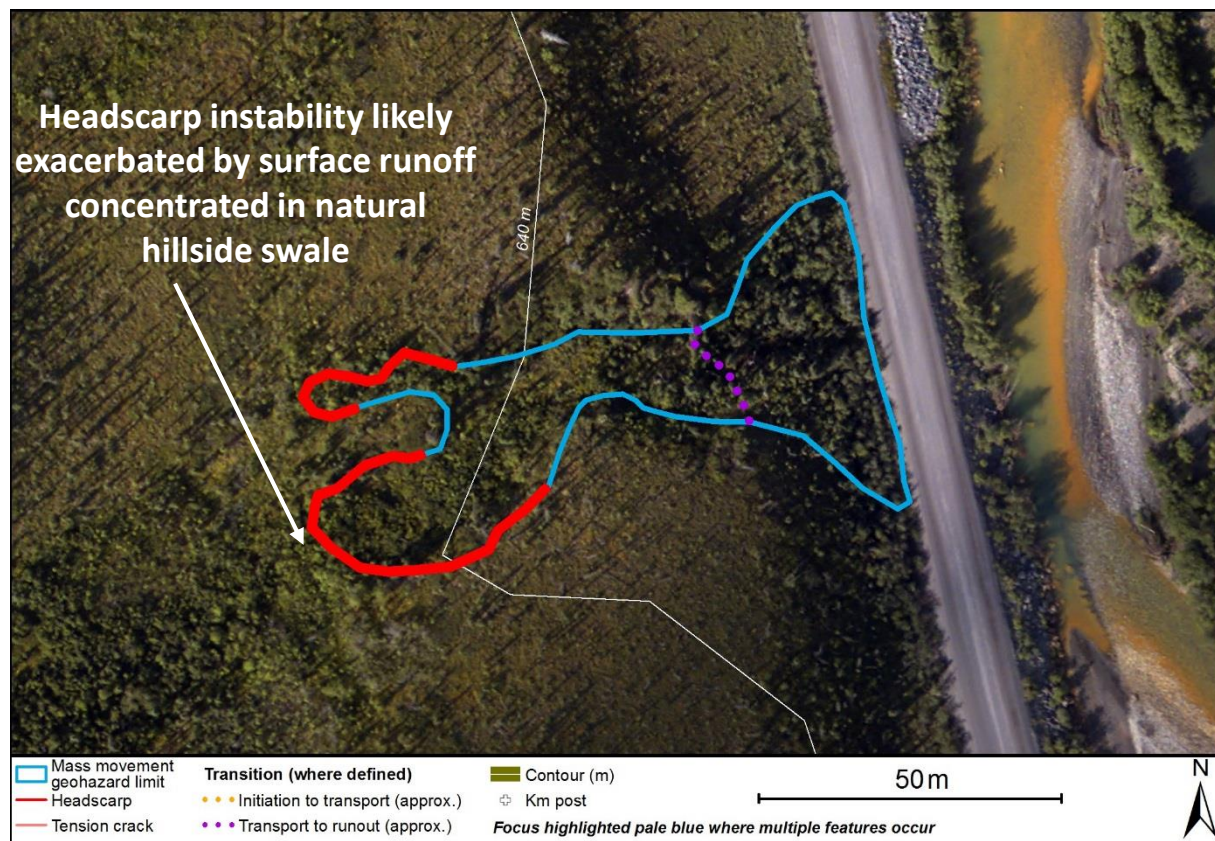 Headscarp instability likely
exacerbated by surface runoff
concentrated in natural
hillside swale
640 m
Mass movement
geohazard limit
Headscarp
Tension crack
Transition (where defined)
Initiation to transport (approx.)
Transport to runout (approx.)
Contour (m)
Km post
Focus highlighted pale blue where multiple features occur
50 m
N